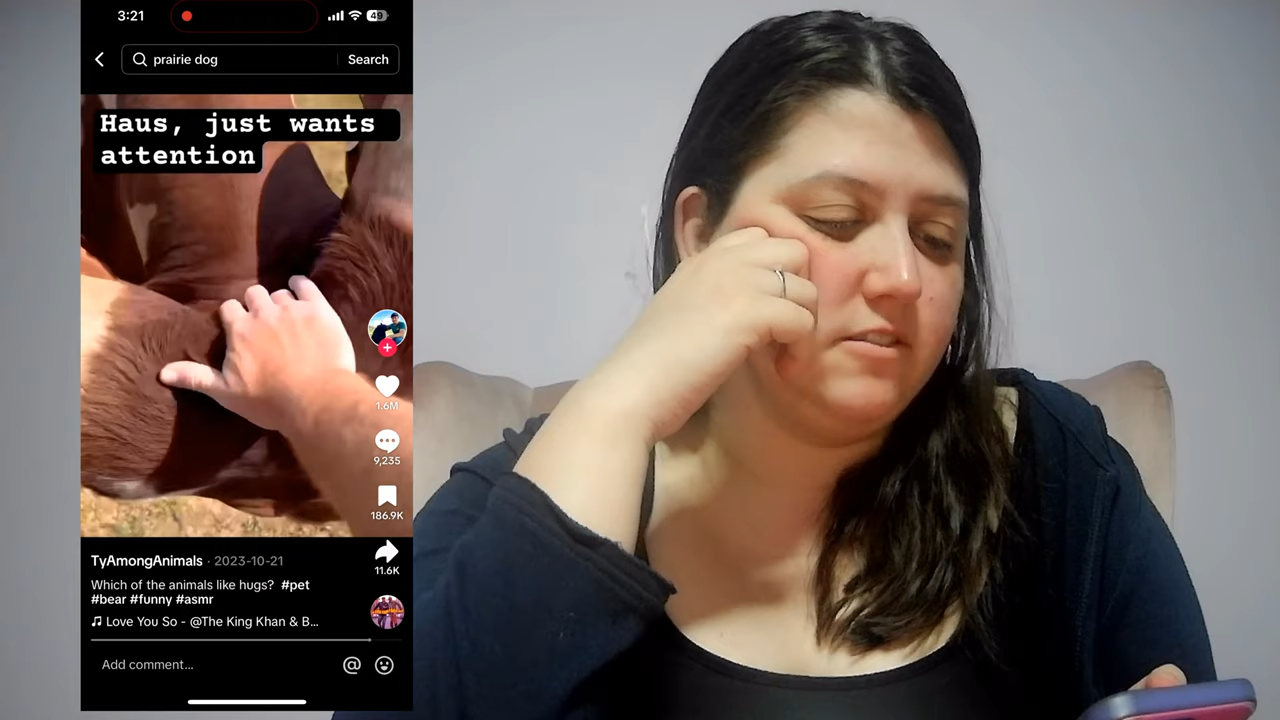 3:21
49
prairie dog
Search
Haus, just wants
attention
1.6M
9,235
186.9K
11.6K
TyAmongAnimals · 2023-10-21
Which of the animals like hugs? #pet
#bear #funny #asmr
Love You So - @The King Khan & B...
Add comment...
@